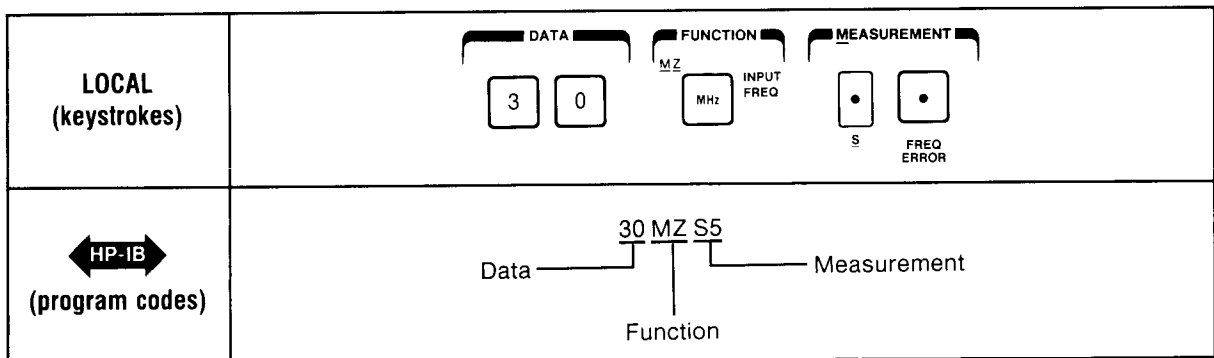 LOCAL
(keystrokes)
DATA
FUNCTION
MEASUREMENT
MZ
INPUT
FREQ
3
0
MHz
S
FREQ
ERROR
HP-IB
(program codes)
30 MZ S5
Data
Measurement
Function